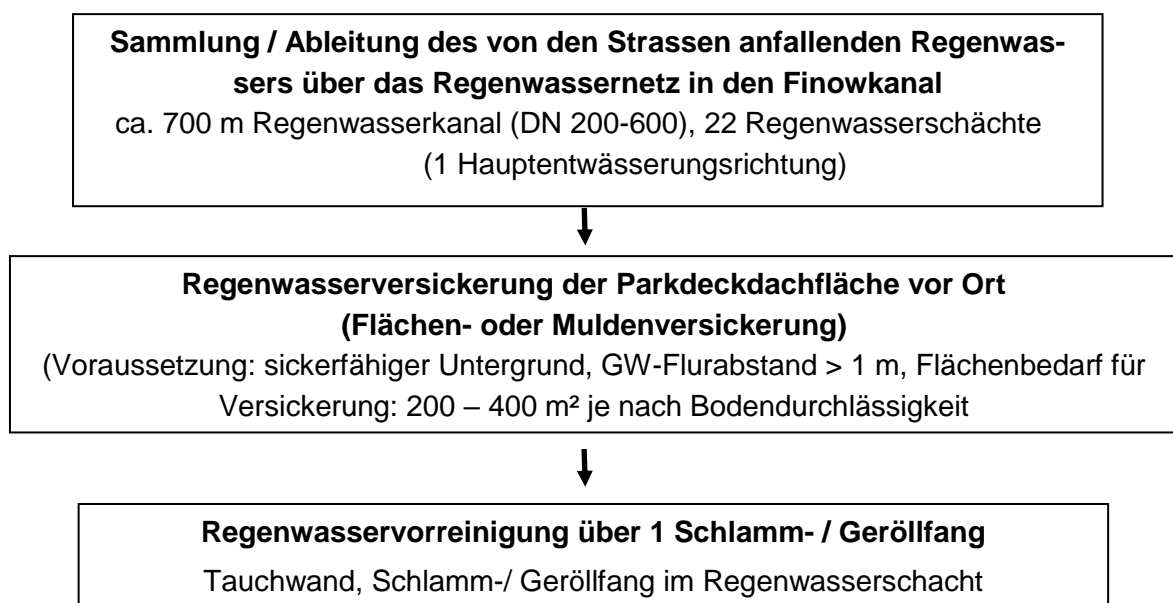 Sammlung / Ableitung des von den Strassen anfallenden Regenwas-
sers über das Regenwassernetz in den Finowkanal
ca. 700 m Regenwasserkanal (DN 200-600), 22 Regenwasserschächte
(1 Hauptentwässerungsrichtung)
Regenwasserversickerung der Parkdeckdachfläche vor Ort
(Flächen- oder Muldenversickerung)
(Voraussetzung: sickerfähiger Untergrund, GW-Flurabstand > 1 m, Flächenbedarf für
Versickerung: 200 – 400 m² je nach Bodendurchlässigkeit
Regenwasservorreinigung über 1 Schlamm- / Geröllfang
Tauchwand, Schlamm-/ Geröllfang im Regenwasserschacht